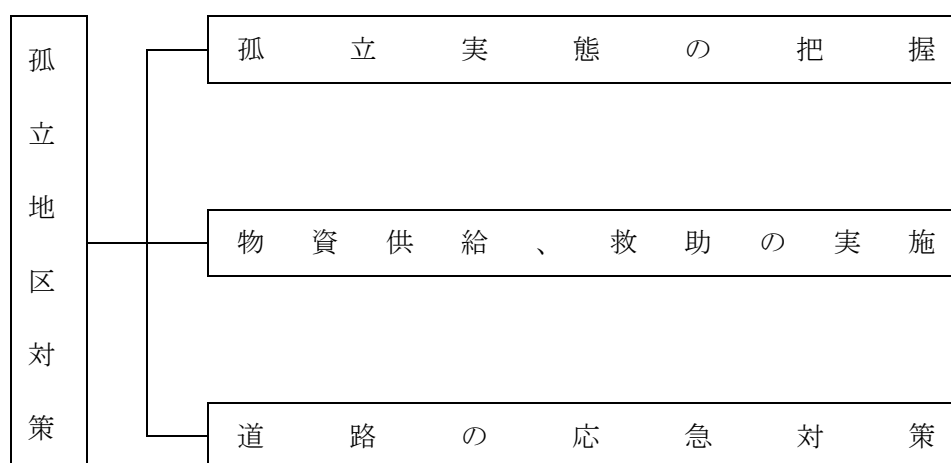 孤立地区対策
孤立実態の把握
物資供給、救助の実施
道路の応急対策